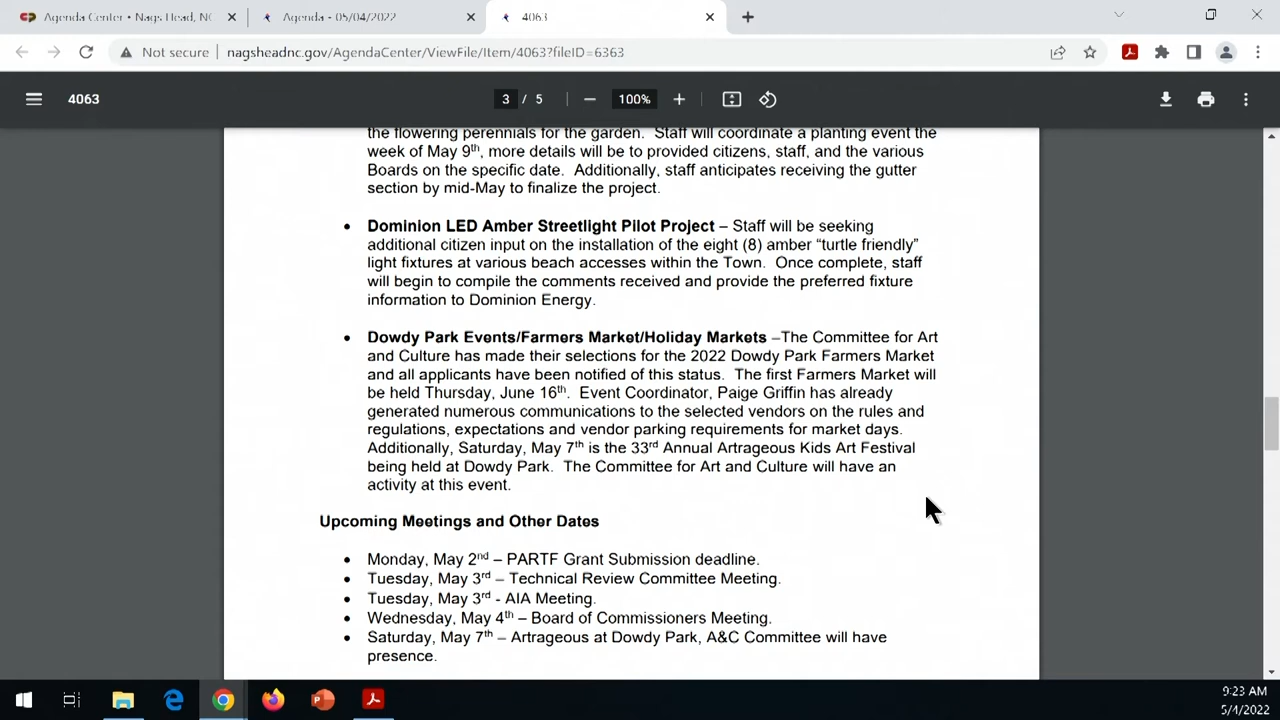 Agenda Center • Nags Head, NC
Agenda - 05/04/2022
4063
Not secure
nagsheadnc.gov/AgendaCenter/ViewFile/Item/4063?fileID=6363
4063
3 / 5
100%
the flowering perennials for the garden. Staff will coordinate a planting event the
week of May 9th, more details will be to provided citizens, staff, and the various
Boards on the specific date. Additionally, staff anticipates receiving the gutter
section by mid-May to finalize the project.
• Dominion LED Amber Streetlight Pilot Project – Staff will be seeking
additional citizen input on the installation of the eight (8) amber “turtle friendly”
light fixtures at various beach accesses within the Town. Once complete, staff
will begin to compile the comments received and provide the preferred fixture
information to Dominion Energy.
• Dowdy Park Events/Farmers Market/Holiday Markets –The Committee for Art
and Culture has made their selections for the 2022 Dowdy Park Farmers Market
and all applicants have been notified of this status. The first Farmers Market will
be held Thursday, June 16th. Event Coordinator, Paige Griffin has already
generated numerous communications to the selected vendors on the rules and
regulations, expectations and vendor parking requirements for market days.
Additionally, Saturday, May 7th is the 33rd Annual Artrageous Kids Art Festival
being held at Dowdy Park. The Committee for Art and Culture will have an
activity at this event.
Upcoming Meetings and Other Dates
• Monday, May 2nd – PARTF Grant Submission deadline.
• Tuesday, May 3rd – Technical Review Committee Meeting.
• Tuesday, May 3rd - AIA Meeting.
• Wednesday, May 4th – Board of Commissioners Meeting.
• Saturday, May 7th – Artrageous at Dowdy Park, A&C Committee will have
presence.
9:23 AM
5/4/2022